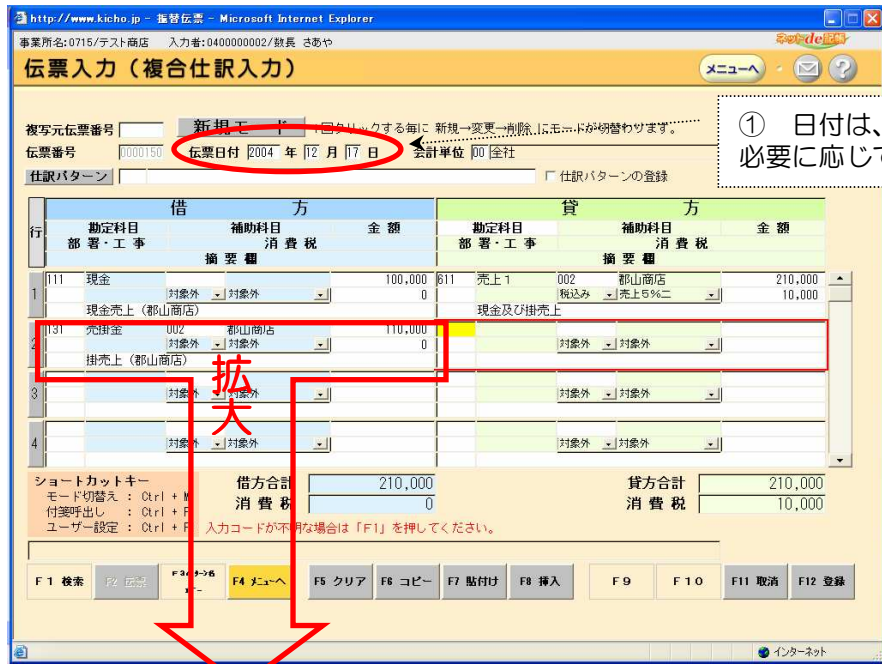 http://www.kicho.jp - 振替伝票 - Microsoft Internet Explorer
事業所名:0715/テスト商店 入力者:0400000002/数長 さあや
ネットde記帳
伝票入力（複合仕訳入力）
メニューへ
複写元伝票番号 新規モード 1回クリックする毎に 新規→変更→削除 にモードが切替わります。
① 日付は、
必要に応じて
伝票番号 0000150 伝票日付 2004 年 12 月 17 日 会計単位 00 全社
仕訳パターン 仕訳パターンの登録
借方 貸方
行 勘定科目 補助科目 金額 勘定科目 補助科目 金額
部署・工事 消費税 部署・工事 消費税
摘要欄 摘要欄
1 111 現金 100,000 611 売上1 002 郡山商店 210,000
対象外 対象外 0 税込み 売上5%二 10,000
現金売上（郡山商店） 現金及び掛売上
2 131 売掛金 002 郡山商店 110,000
対象外 対象外 0 対象外 対象外
掛売上（郡山商店）
拡大
3 対象外 対象外 対象外 対象外
4 対象外 対象外 対象外 対象外
ショートカットキー 借方合計 210,000 貸方合計 210,000
モード切替え : Ctrl + M 消費税 0 消費税 10,000
付箋呼出し : Ctrl + F
ユーザー設定 : Ctrl + 入力コードが不明な場合は「F1」を押してください。
F1 検索 F2 伝票 F4 メニューへ F5 クリア F6 コピー F7 貼付け F8 挿入 F9 F10 F11 取消 F12 登録
インターネット